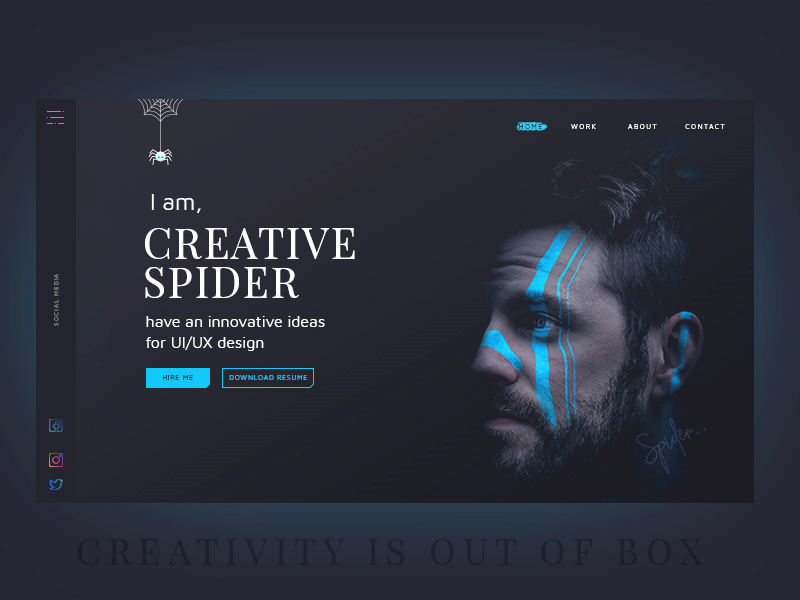 HOME
WORK
ABOUT
CONTACT
I am,
CREATIVE
SPIDER
have an innovative ideas
for UI/UX design
HIRE ME
DOWNLOAD RESUME
SOCIAL MEDIA
Spider..
CREATIVITY IS OUT OF BOX